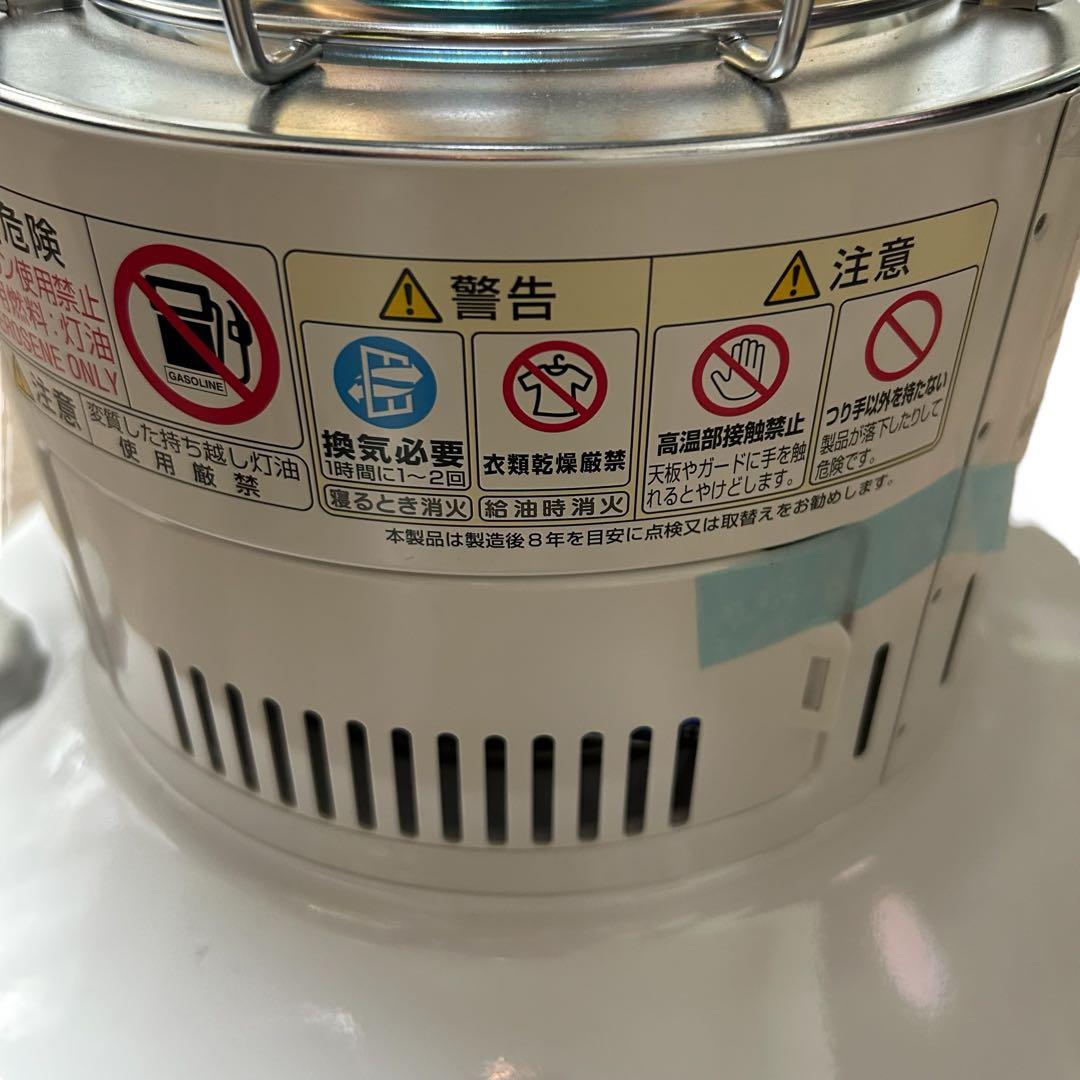 危険
使用禁止
燃料:灯油
ROSENE ONLY
GASOLINE
注意
変質した持ち越し灯油
使用厳禁
警告
換気必要
1時間に1〜2回
寝るとき消火
衣類乾燥厳禁
給油時消火
注意
高温部接触禁止
天板やガードに手を触
れるとやけどします。
つり手以外を持たない
製品が落下したりして
危険です。
本製品は製造後8年を目安に点検又は取替えをお勧めします。